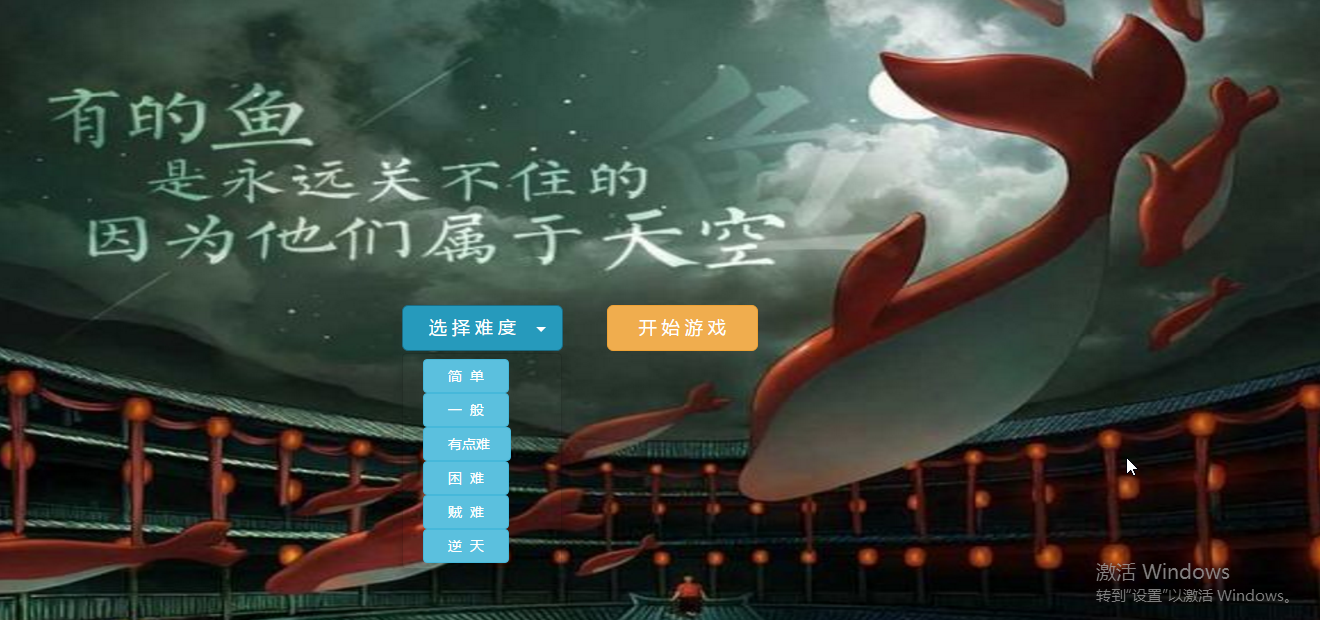 有的鱼
是永远关不住的
因为他们属于天空
选择难度
开始游戏
简 单
一 般
有点难
困 难
贼 难
逆 天
激活 Windows
转到“设置”以激活 Windows。